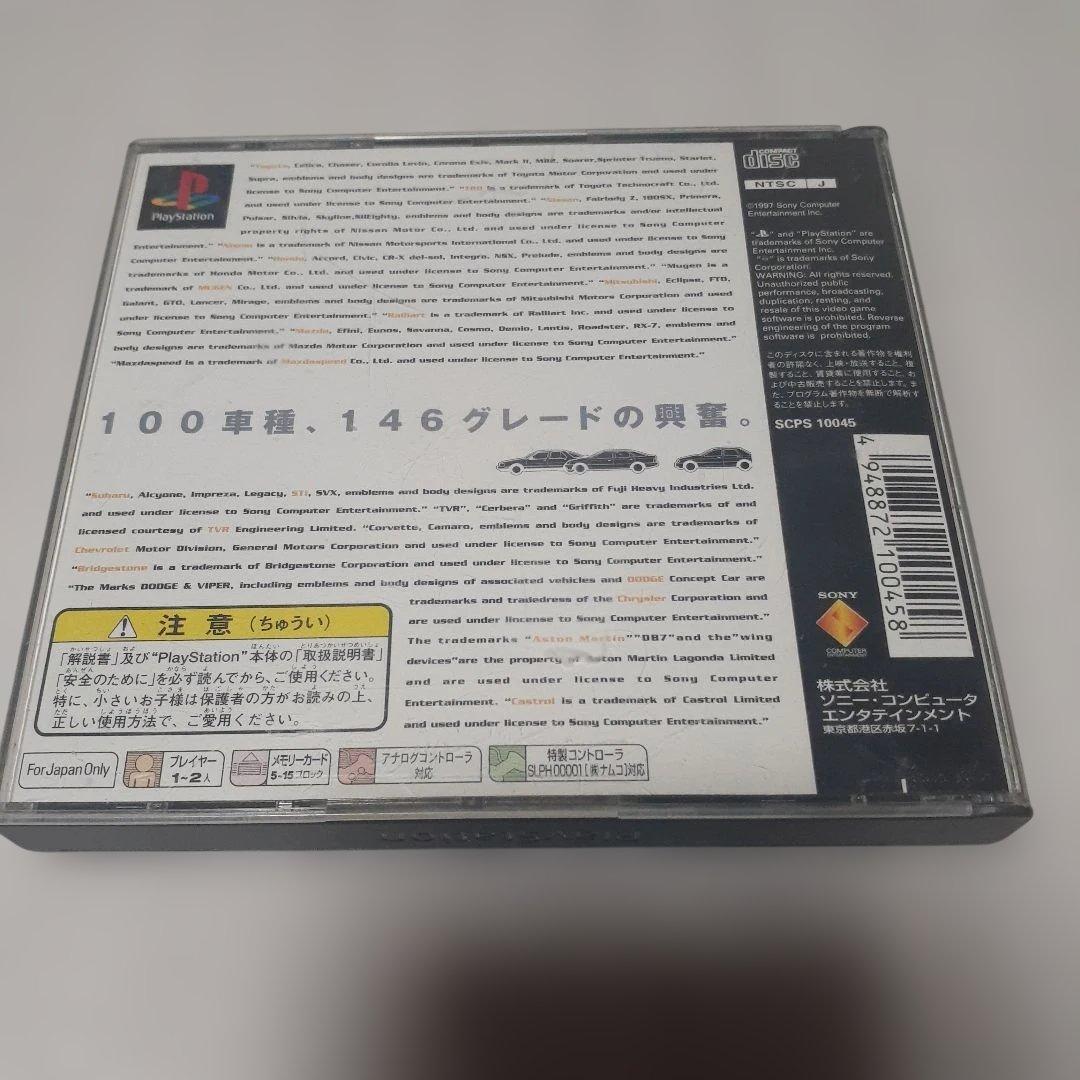 PlayStation
"Toyota, Celica, Chaser, Corolla Levin, Corona Exiv, Mark II, MR2, Soarer,Sprinter Trueno, Starlet,
Supra, emblems and body designs are trademarks of Toyota Motor Corporation and used under
license to Sony Computer Entertainment." "TRD is a trademark of Toyota Technocraft Co., Ltd.
and used under license to Sony Computer Entertainment." "Nissan, Fairlady Z, 180SX, Primera,
Pulsar, Silvia, Skyline, emblems and body designs are trademarks and/or intellectual
property rights of Nissan Motor Co., Ltd. and used under license to Sony Computer
Entertainment." "Nismo is a trademark of Nissan Motorsports International Co., Ltd. and used under license to Sony
Computer Entertainment." "Honda, Accord, Civic, CR-X del-sol, Integra, NSX, Prelude, emblems and body designs are
trademarks of Honda Motor Co., Ltd. and used under license to Sony Computer Entertainment." "Mugen is a
trademark of MUGEN Co., Ltd. and used under license to Sony Computer Entertainment." "Mitsubishi, Eclipse, FTO,
Galant, GTO, Lancer, Mirage, emblems and body designs are trademarks of Mitsubishi Motors Corporation and used
under license to Sony Computer Entertainment." "Ralliart is a trademark of Ralliart Inc. and used under license to
Sony Computer Entertainment." "Mazda, Efini, Eunos, Savanna, Cosmo, Demio, Lantis, Roadster, RX-7, emblems and
body designs are trademarks of Mazda Motor Corporation and used under license to Sony Computer Entertainment."
"Mazdaspeed is a trademark of Mazdaspeed Co., Ltd. and used under license to Sony Computer Entertainment."
100車種、146グレードの興奮。
"Subaru, Alcyone, Impreza, Legacy, STi, SVX, emblems and body designs are trademarks of Fuji Heavy Industries Ltd.
and used under license to Sony Computer Entertainment." "TVR", "Cerbera" and "Griffith" are trademarks of and
licensed courtesy of TVR Engineering Limited. "Corvette, Camaro, emblems and body designs are trademarks of
Chevrolet Motor Division, General Motors Corporation and used under license to Sony Computer Entertainment."
"Bridgestone is a trademark of Bridgestone Corporation and used under license to Sony Computer Entertainment."
"The Marks DODGE & VIPER, including emblems and body designs of associated vehicles and DODGE Concept Car are
trademarks and tradedress of the Chrysler Corporation and
are used under lincense to Sony Computer Entertainment."
The trademarks "Aston Martin""DB7"and the"wing
devices"are the property of Aston Martin Lagonda Limited
and are used under license to Sony Computer
Entertainment. "Castrol is a trademark of Castrol Limited
and used under license to Sony Computer Entertainment."
注意(ちゅうい)
「解説書」及び"PlayStation"本体の「取扱説明書」
「安全のために」を必ず読んでから、ご使用ください。
特に、小さいお子様は保護者の方がお読みの上、
正しい使用方法で、ご愛用ください。
For Japan Only
プレイヤー
1~2人
メモリーカード
5-15ブロック
アナログコントローラ
対応
特製コントローラ
SLPH 00001[㈱ナムコ]対応
COMPACT
disc
NTSC J
©1997 Sony Computer
Entertainment Inc.
" " and "PlayStation" are
trademarks of Sony Computer
Entertainment Inc.
" " is trademarks of Sony
Corporation.
WARNING: All rights reserved.
Unauthorized public
performance, broadcasting,
duplication, renting, and
resale of this video game
software is prohibited. Reverse
engineering of the program
software is prohibited.
このディスクに含まれる著作物を権利
者の許諾なく、上映・放送すること、複
製すること、賃貸業に使用すること、お
よび中古販売することを禁止します。ま
た、プログラム著作物を無断で解析す
ることを禁止します。
SCPS 10045
4 948872 100458
SONY
COMPUTER
ENTERTAINMENT
株式会社
ソニー・コンピュータ
エンタテインメント
東京都港区赤坂7-1-1